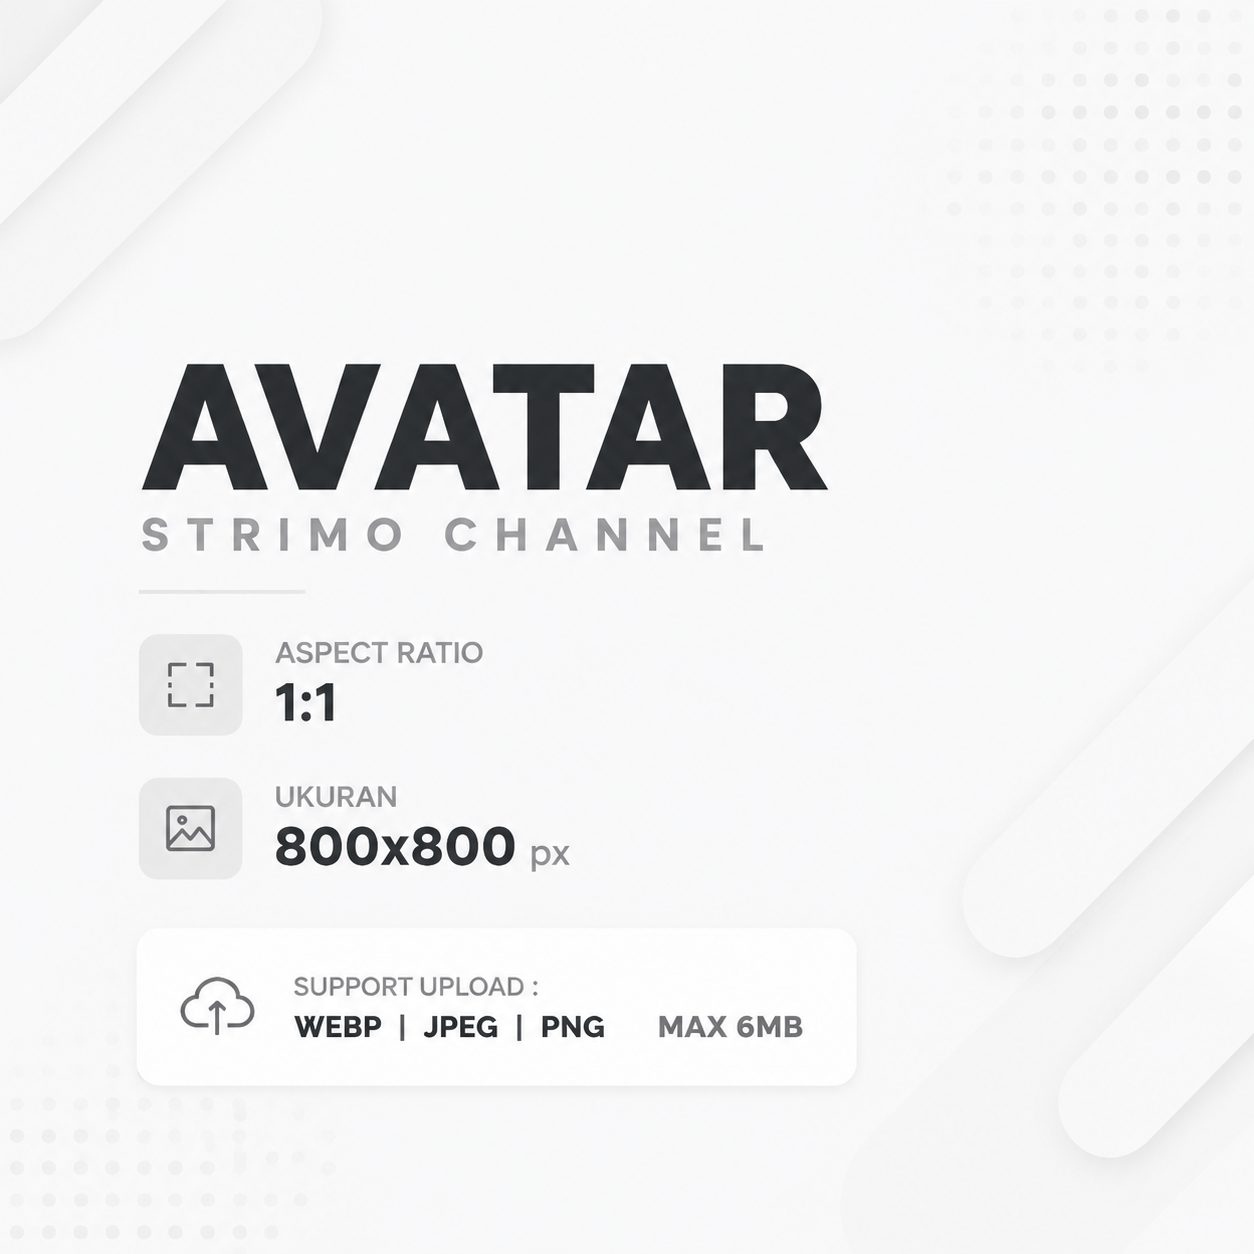 AVATAR
STRIMO CHANNEL
ASPECT RATIO
1:1
UKURAN
800x800 px
SUPPORT UPLOAD :
WEBP | JPEG | PNG MAX 6MB